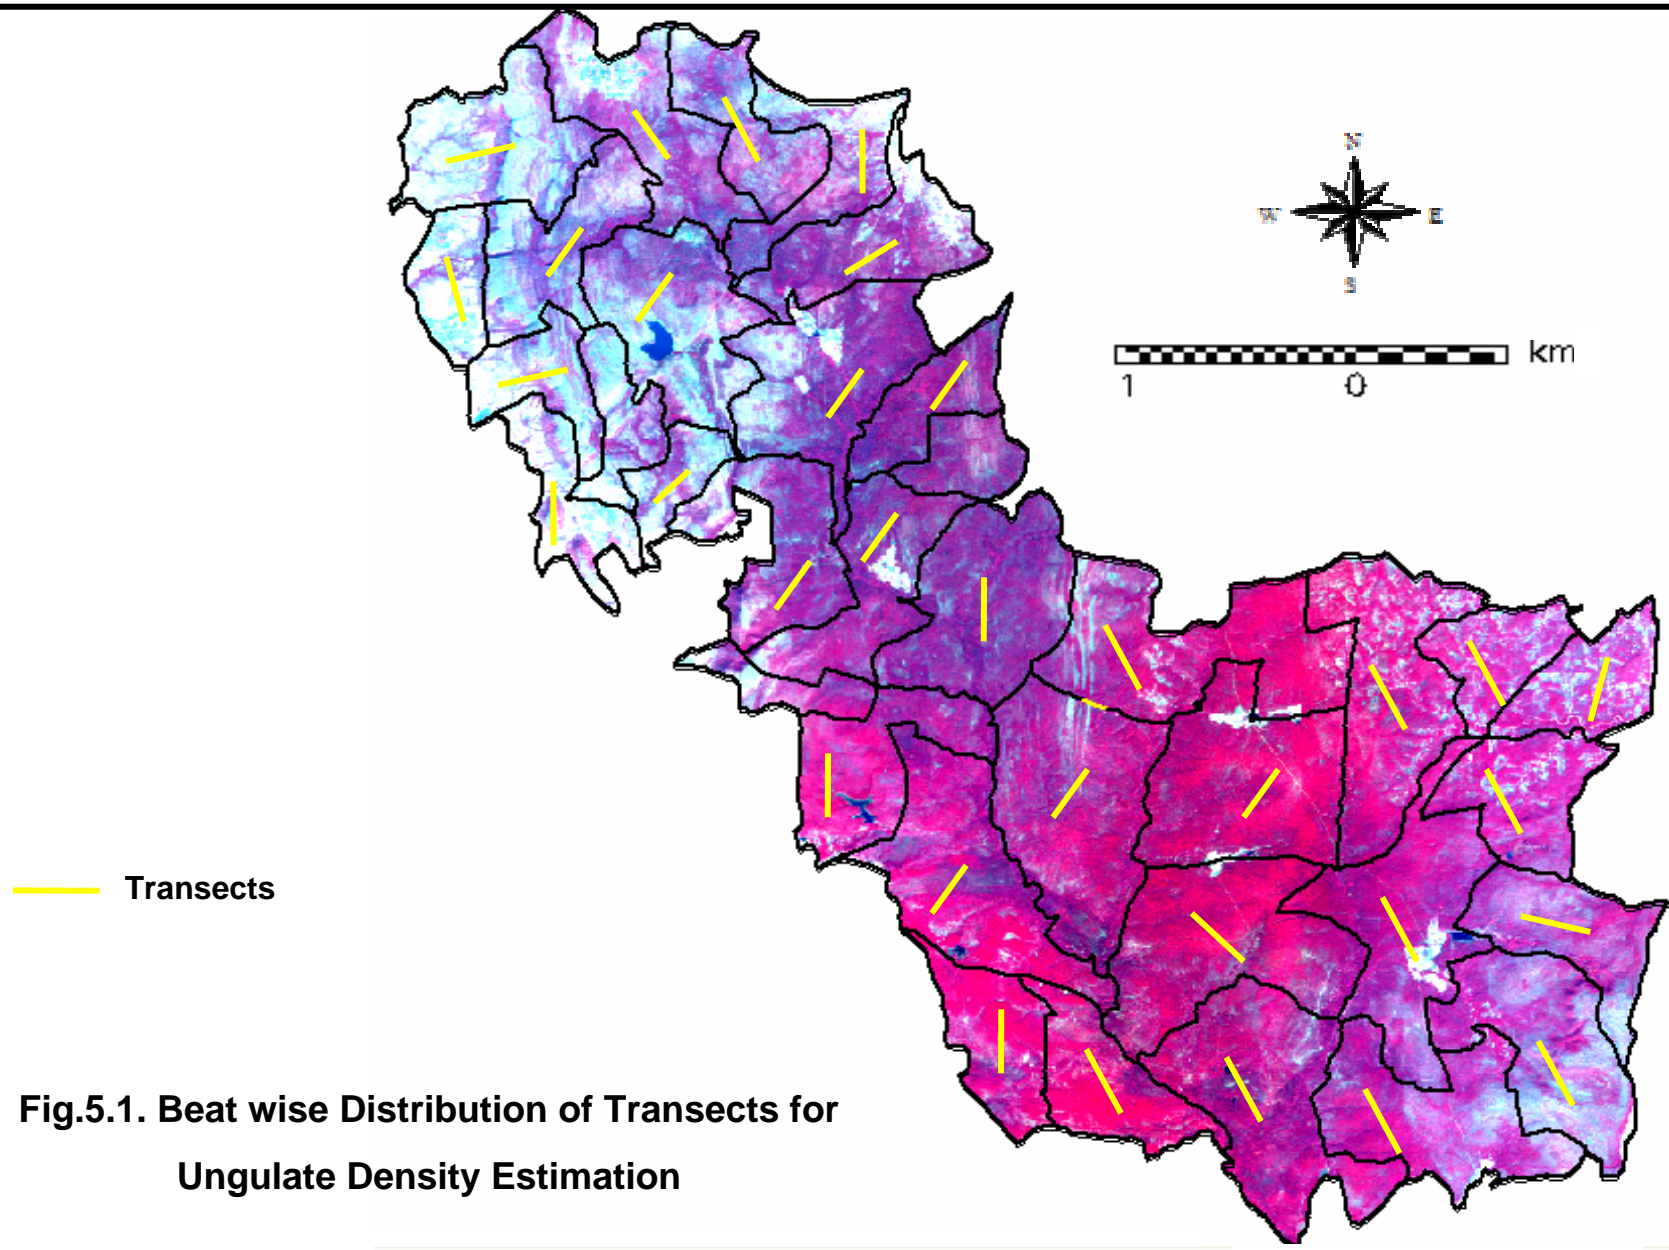 N
W E
S
km
1 0
Transects
Fig.5.1. Beat wise Distribution of Transects for
Ungulate Density Estimation